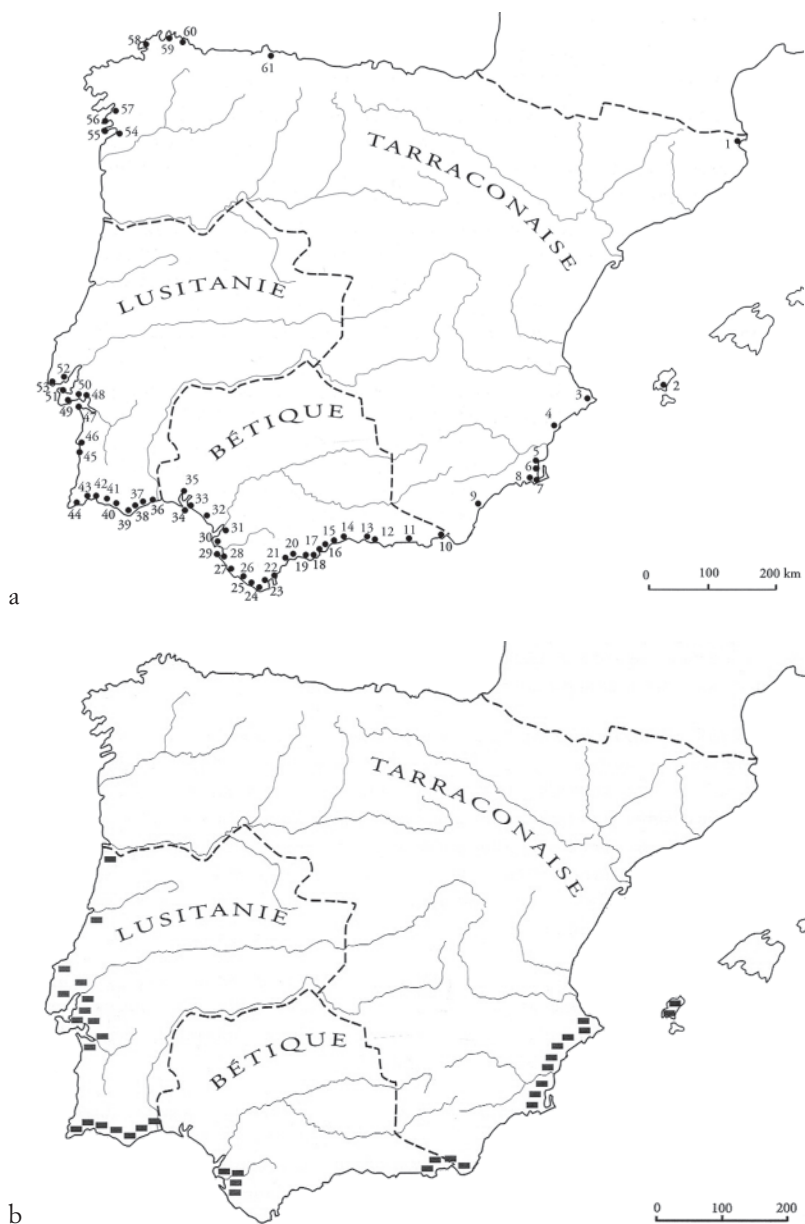 58 59 60
61
57
56
55 54
1
TARRACONAISE
LUSITANIE
52
53 50 48
51
49 47
2
3
BÉTIQUE
4
46
45
5
6
8
7
35
43 42 41 37 36
33
44 40 39 38 34 32
9
31
30
14 13 11 10
15
29 28 20 17
21 16 12
27 26 22 19 18
25 24 23
0 100 200 km
a
TARRACONAISE
LUSITANIE
BÉTIQUE
0 100 200
b